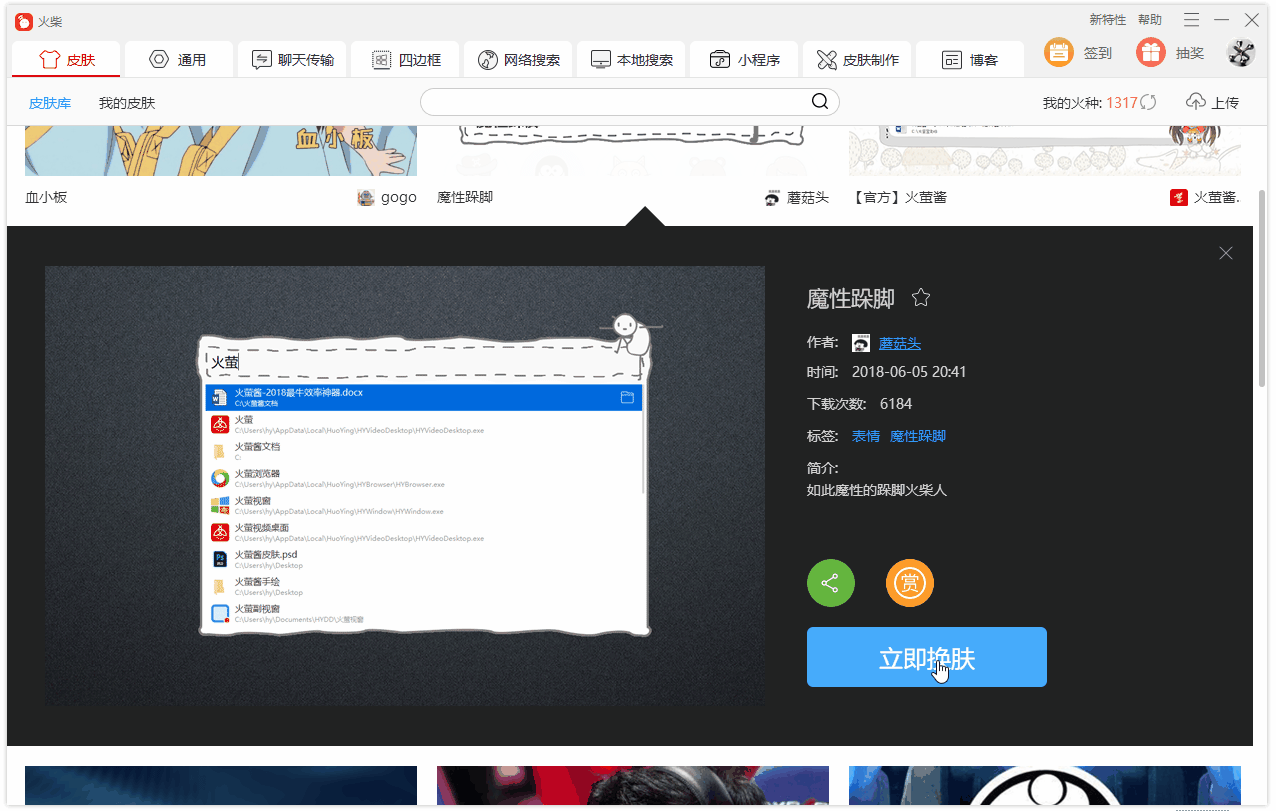 火柴
新特性 帮助
皮肤 通用 聊天传输 四边框 网络搜索 本地搜索 小程序 皮肤制作 博客 签到 抽奖
皮肤库 我的皮肤 我的火种: 1317 上传
血小板
血小板 gogo 魔性跺脚 蘑菇头 【官方】火萤酱 火萤酱.
魔性跺脚
作者: 蘑菇头
时间: 2018-06-05 20:41
下载次数: 6184
标签: 表情 魔性跺脚
简介:
如此魔性的跺脚火柴人
赏
立即换肤
火萤
火萤酱-2018最牛效率神器.docx
C:\火萤酱文档
火萤
C:\Users\hy\AppData\Local\HuoYing\HYVideoDesktop\HYVideoDesktop.exe
火萤酱文档
C:
火萤浏览器
C:\Users\hy\AppData\Local\HuoYing\HYBrowser\HYBrowser.exe
火萤视窗
C:\Users\hy\AppData\Local\HuoYing\HYWindow\HYWindow.exe
火萤视频桌面
C:\Users\hy\AppData\Local\HuoYing\HYVideoDesktop\HYVideoDesktop.exe
火萤酱皮肤.psd
C:\Users\hy\Desktop
火萤酱手绘
C:\Users\hy\Desktop
火萤副视窗
C:\Users\hy\Documents\HYDD\火萤视窗